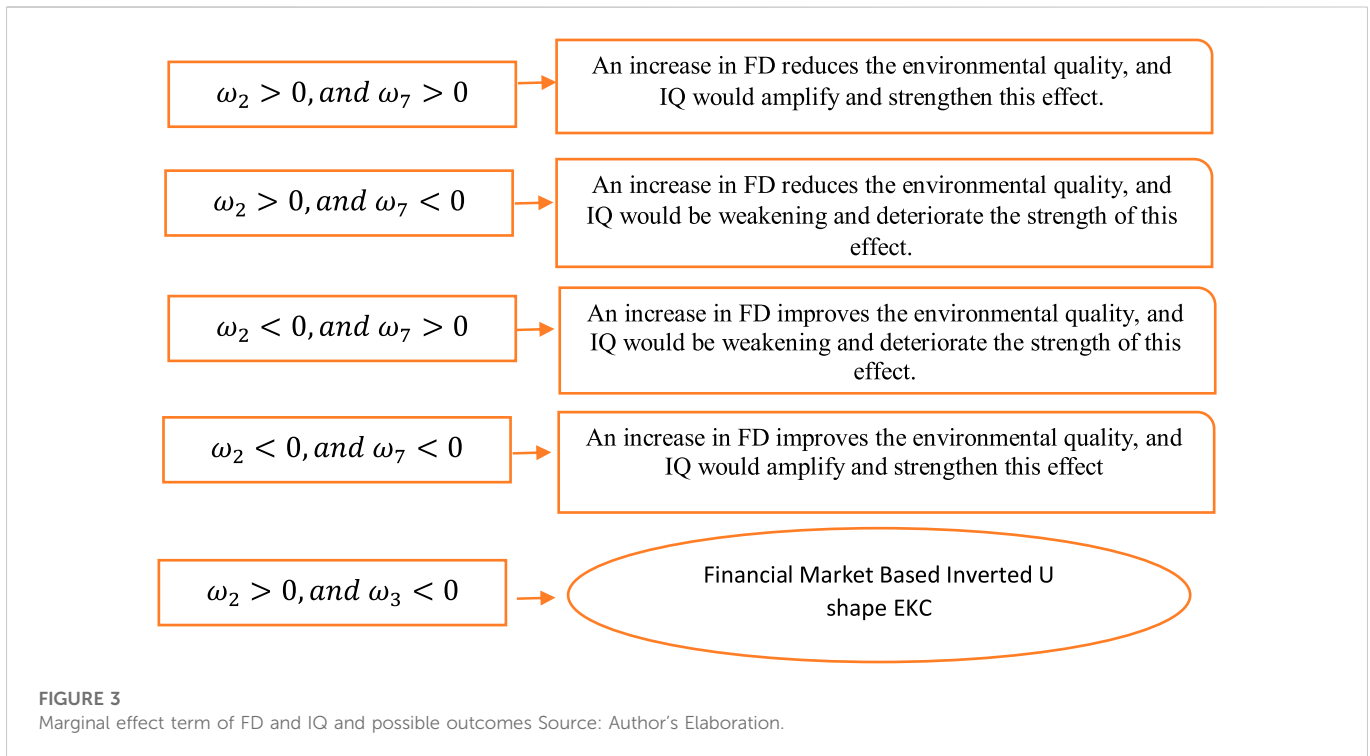 ω₂ > 0, and ω₇ > 0
An increase in FD reduces the environmental quality, and
IQ would amplify and strengthen this effect.
ω₂ > 0, and ω₇ < 0
An increase in FD reduces the environmental quality, and
IQ would be weakening and deteriorate the strength of this
effect.
ω₂ < 0, and ω₇ > 0
An increase in FD improves the environmental quality, and
IQ would be weakening and deteriorate the strength of this
effect.
ω₂ < 0, and ω₇ < 0
An increase in FD improves the environmental quality, and
IQ would amplify and strengthen this effect
ω₂ > 0, and ω₃ < 0
Financial Market Based Inverted U
shape EKC
FIGURE 3
Marginal effect term of FD and IQ and possible outcomes Source: Author's Elaboration.